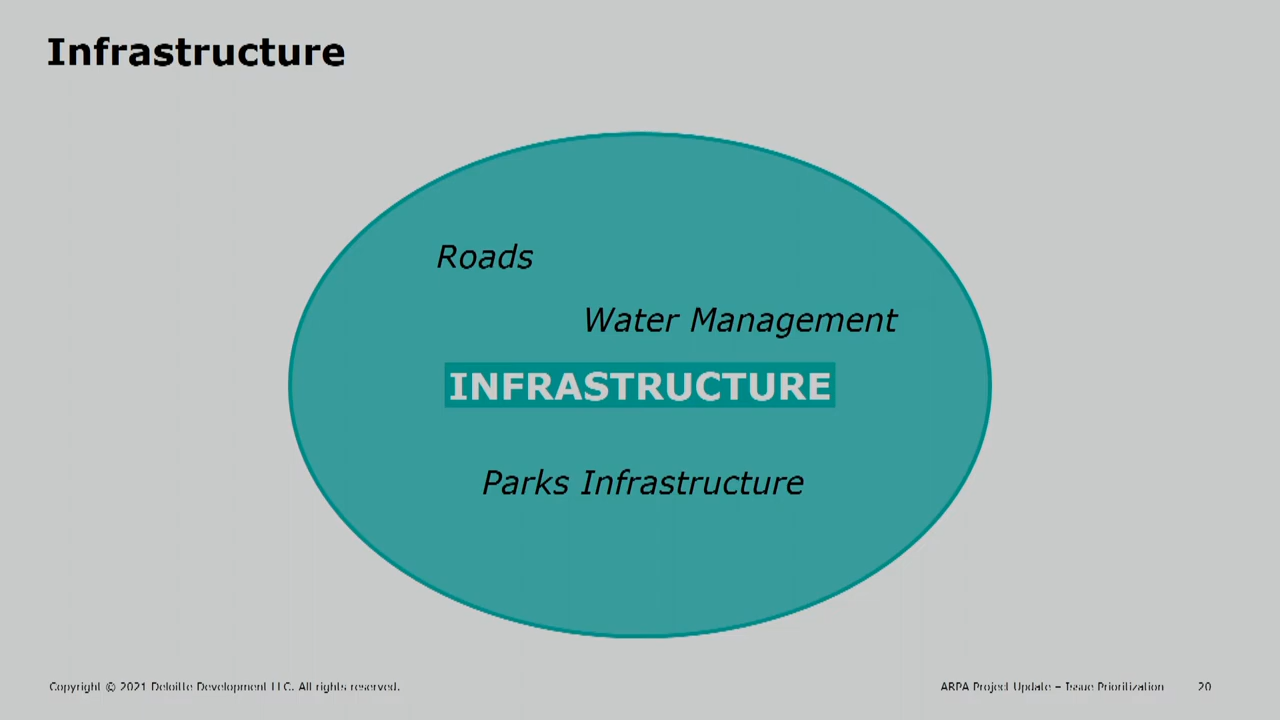 Infrastructure
Roads
Water Management
INFRASTRUCTURE
Parks Infrastructure
Copyright © 2021 Deloitte Development LLC. All rights reserved.
ARPA Project Update – Issue Prioritization 20